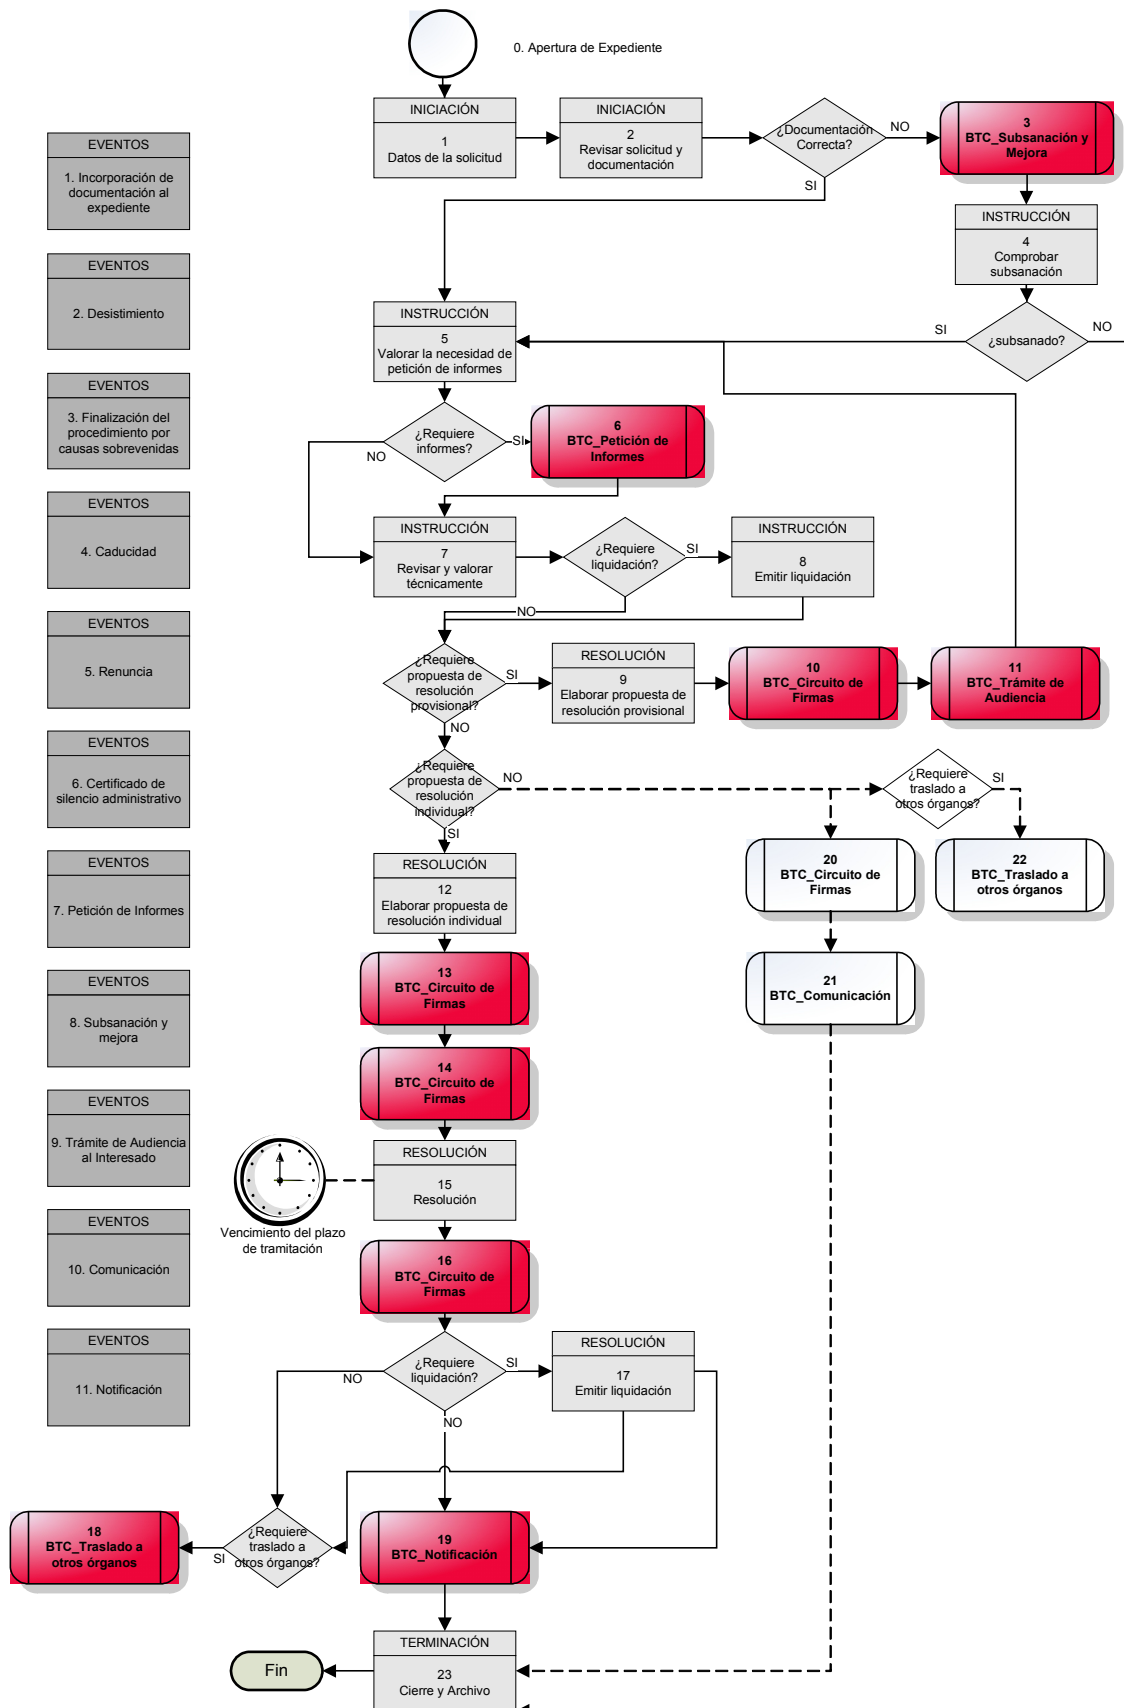 0. Apertura de Expediente
INICIACIÓN
1
Datos de la solicitud
INICIACIÓN
2
Revisar solicitud y
documentación
¿Documentación
Correcta?
NO
SI
3
BTC_Subsanación y
Mejora
INSTRUCCIÓN
4
Comprobar
subsanación
¿subsanado?
SI
NO
EVENTOS
1. Incorporación de
documentación al
expediente
EVENTOS
2. Desistimiento
EVENTOS
3. Finalización del
procedimiento por
causas sobrevenidas
EVENTOS
4. Caducidad
EVENTOS
5. Renuncia
EVENTOS
6. Certificado de
silencio administrativo
EVENTOS
7. Petición de Informes
EVENTOS
8. Subsanación y
mejora
EVENTOS
9. Trámite de Audiencia
al Interesado
EVENTOS
10. Comunicación
EVENTOS
11. Notificación
INSTRUCCIÓN
5
Valorar la necesidad de
petición de informes
¿Requiere
informes?
SI
NO
6
BTC_Petición de
Informes
INSTRUCCIÓN
7
Revisar y valorar
técnicamente
¿Requiere
liquidación?
SI
NO
INSTRUCCIÓN
8
Emitir liquidación
¿Requiere
propuesta de
resolución
provisional?
SI
NO
RESOLUCIÓN
9
Elaborar propuesta de
resolución provisional
10
BTC_Circuito de
Firmas
11
BTC_Trámite de
Audiencia
¿Requiere
propuesta de
resolución
individual?
NO
SI
¿Requiere
traslado a
otros órganos?
SI
20
BTC_Circuito de
Firmas
22
BTC_Traslado a
otros órganos
21
BTC_Comunicación
RESOLUCIÓN
12
Elaborar propuesta de
resolución individual
13
BTC_Circuito de
Firmas
14
BTC_Circuito de
Firmas
RESOLUCIÓN
15
Resolución
Vencimiento del plazo
de tramitación
16
BTC_Circuito de
Firmas
¿Requiere
liquidación?
SI
NO
NO
RESOLUCIÓN
17
Emitir liquidación
18
BTC_Traslado a
otros órganos
SI
¿Requiere
traslado a
otros órganos?
19
BTC_Notificación
TERMINACIÓN
23
Cierre y Archivo
Fin